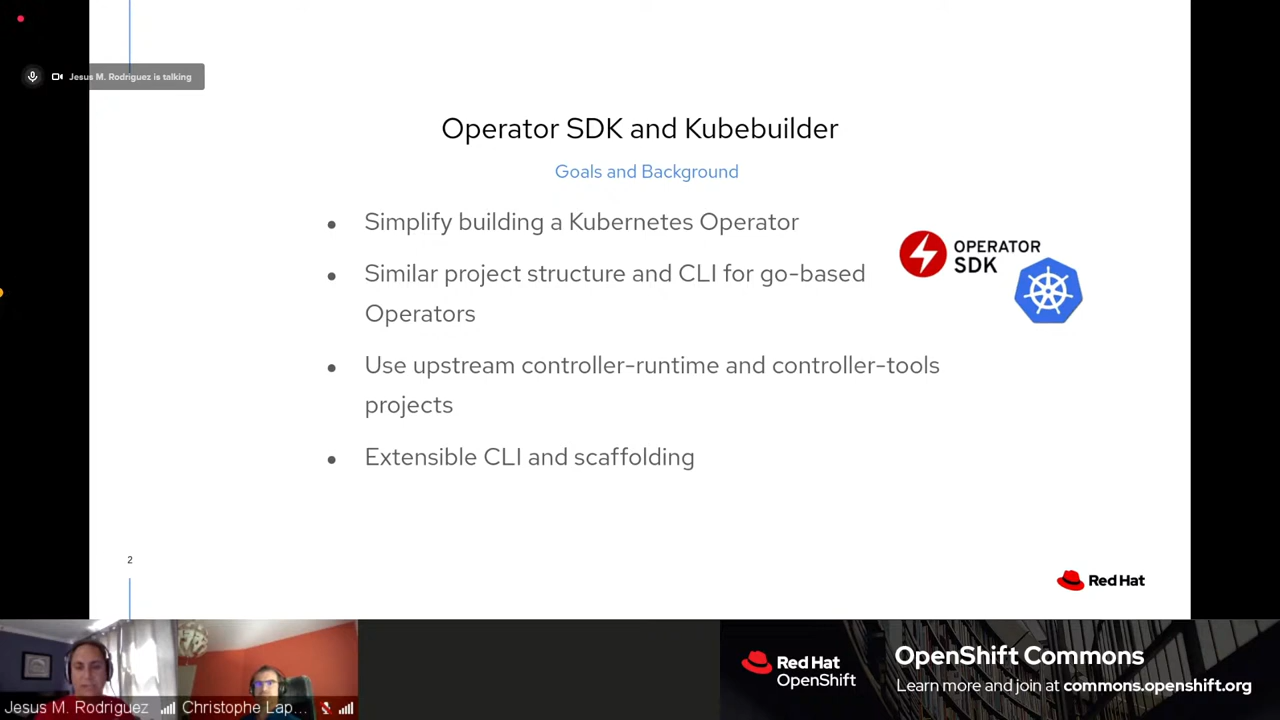 Jesus M. Rodriguez is talking
Operator SDK and Kubebuilder
Goals and Background
● Simplify building a Kubernetes Operator
● Similar project structure and CLI for go-based
Operators
OPERATOR
SDK
● Use upstream controller-runtime and controller-tools
projects
● Extensible CLI and scaffolding
2
Red Hat
Jesus M. Rodriguez
Christophe Lap...
Red Hat
OpenShift
OpenShift Commons
Learn more and join at commons.openshift.org